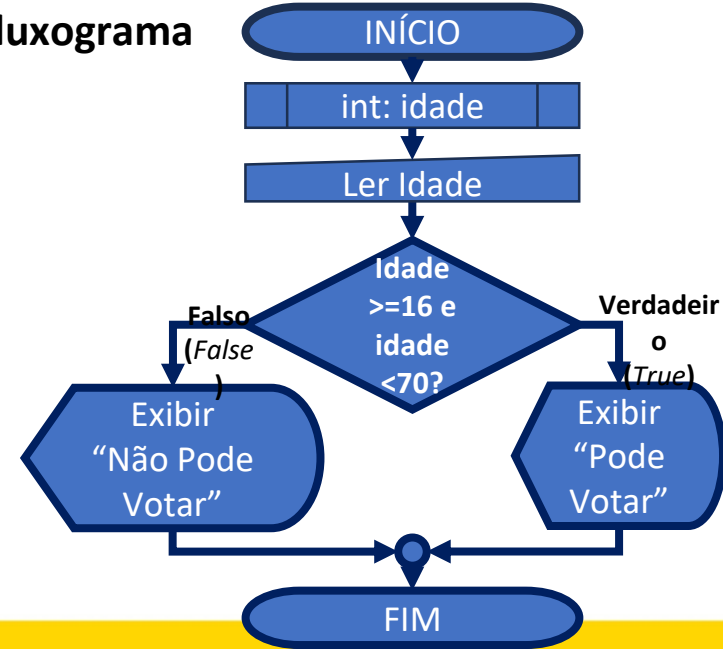 luxograma
INÍCIO
int: idade
Ler Idade
Idade
>=16 e
idade
<70?
Falso
(False
)
Verdadeir
o
(True)
Exibir
“Não Pode
Votar”
Exibir
“Pode
Votar”
FIM